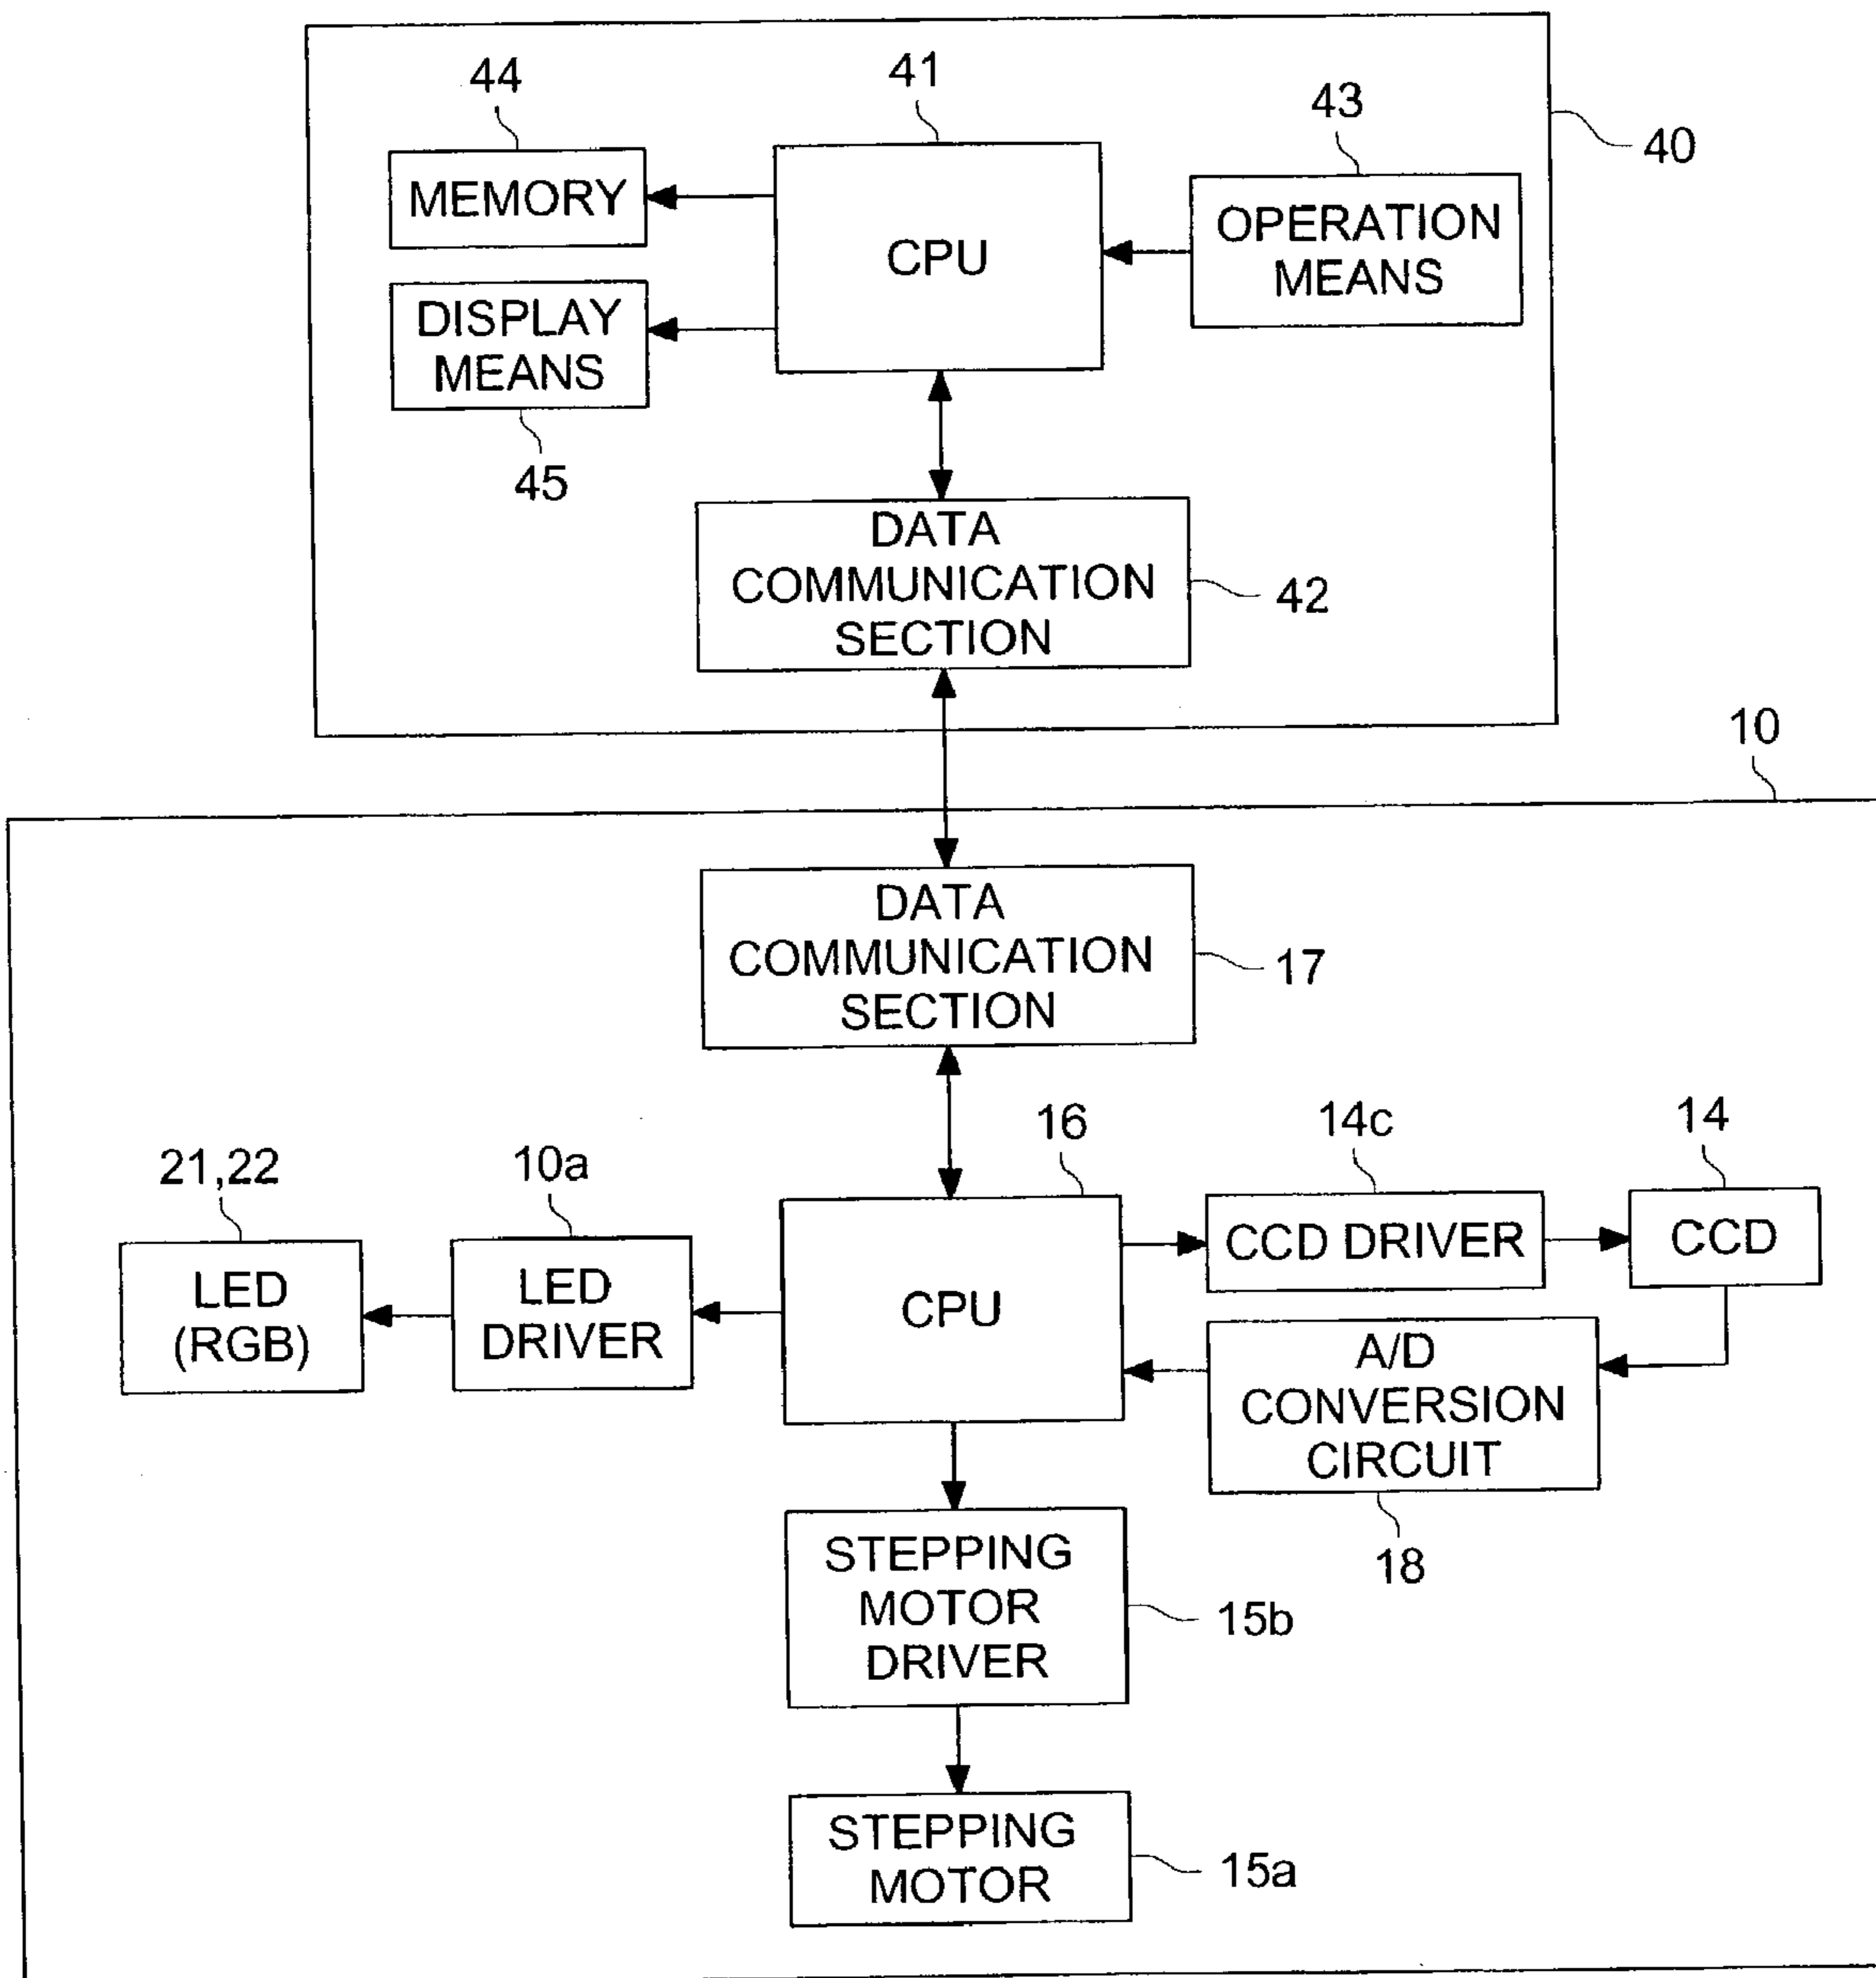 44
41
43
40
MEMORY
CPU
OPERATION
MEANS
DISPLAY
MEANS
45
DATA
COMMUNICATION
SECTION
42
10
DATA
COMMUNICATION
SECTION
17
21,22
10a
16
14c
14
LED
(RGB)
LED
DRIVER
CPU
CCD DRIVER
CCD
A/D
CONVERSION
CIRCUIT
18
STEPPING
MOTOR
DRIVER
15b
STEPPING
MOTOR
15a